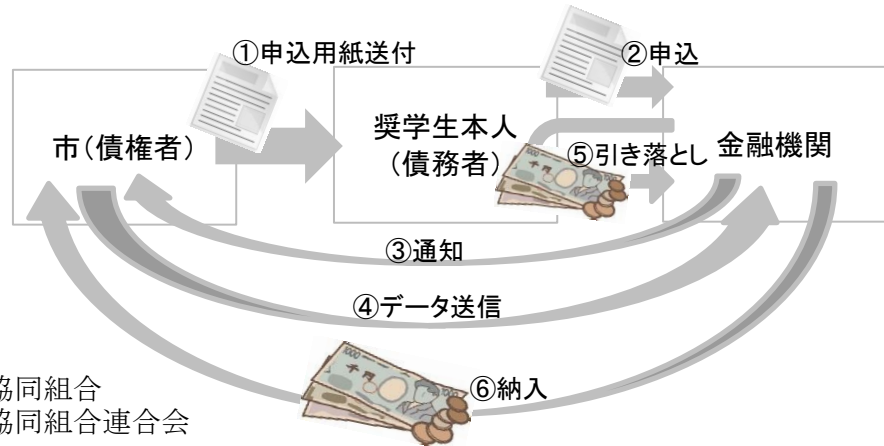 ①申込用紙送付
②申込
市(債権者)
奨学生本人
(債務者)
⑤引き落とし
金融機関
③通知
④データ送信
⑥納入
協同組合
協同組合連合会